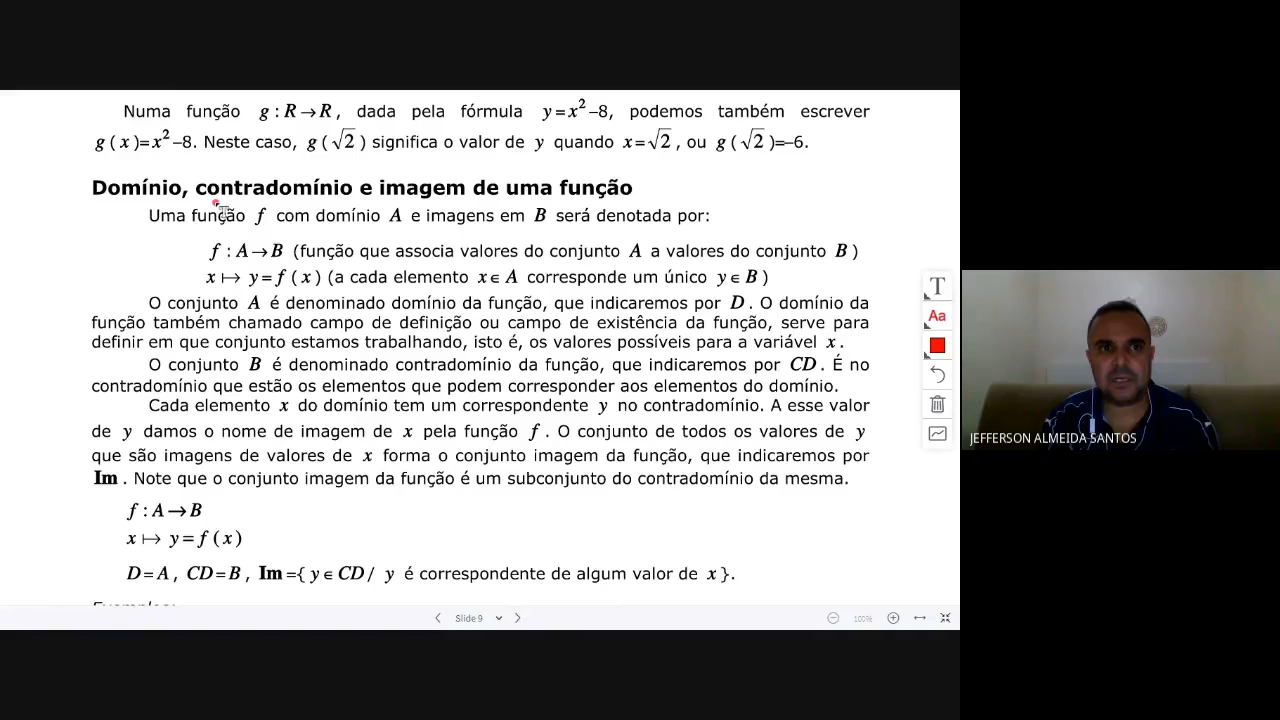 Numa função g : R → R, dada pela fórmula y = x² –8, podemos também escrever
g ( x )= x² –8. Neste caso, g ( √2 ) significa o valor de y quando x = √2 , ou g ( √2 )=–6.
Domínio, contradomínio e imagem de uma função
Uma função f com domínio A e imagens em B será denotada por:
f : A → B (função que associa valores do conjunto A a valores do conjunto B )
x ↦ y = f ( x ) (a cada elemento x ∈ A corresponde um único y ∈ B )
O conjunto A é denominado domínio da função, que indicaremos por D . O domínio da
função também chamado campo de definição ou campo de existência da função, serve para
definir em que conjunto estamos trabalhando, isto é, os valores possíveis para a variável x .
O conjunto B é denominado contradomínio da função, que indicaremos por CD . É no
contradomínio que estão os elementos que podem corresponder aos elementos do domínio.
Cada elemento x do domínio tem um correspondente y no contradomínio. A esse valor
de y damos o nome de imagem de x pela função f . O conjunto de todos os valores de y
que são imagens de valores de x forma o conjunto imagem da função, que indicaremos por
Im . Note que o conjunto imagem da função é um subconjunto do contradomínio da mesma.
f : A → B
x ↦ y = f ( x )
D = A , CD = B , Im ={ y ∈ CD / y é correspondente de algum valor de x }.
T
Aa
JEFFERSON ALMEIDA SANTOS
Slide 9
100%